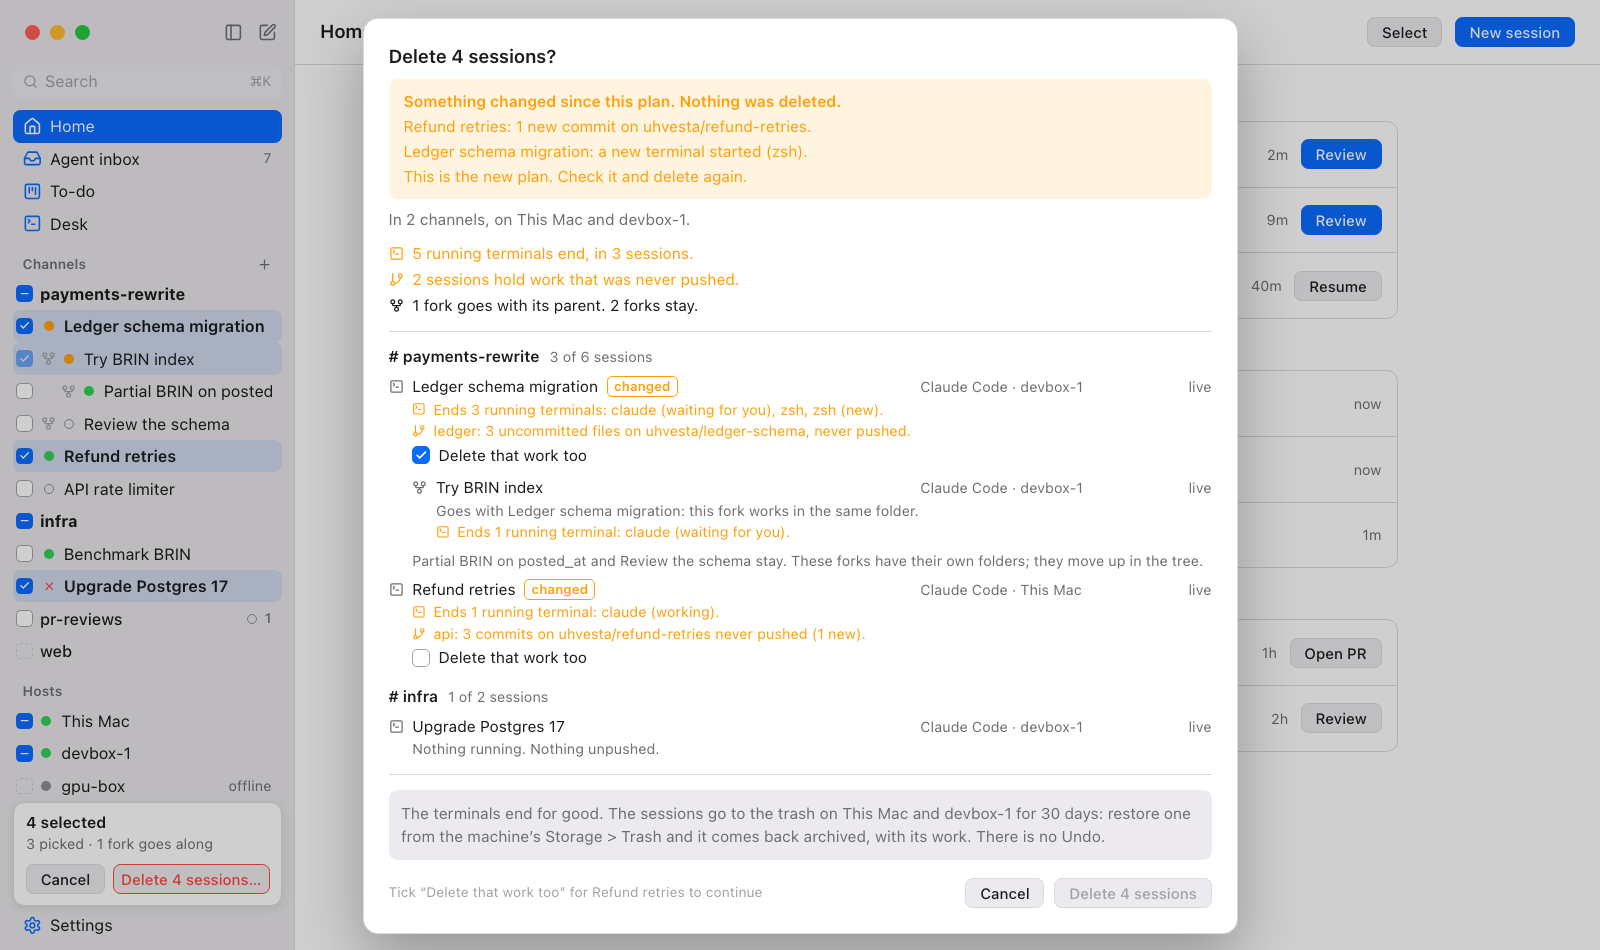 Search ⌘K
Home
Agent inbox 7
To-do
Desk
Channels
payments-rewrite
Ledger schema migration
Try BRIN index
Partial BRIN on posted
Review the schema
Refund retries
API rate limiter
infra
Benchmark BRIN
Upgrade Postgres 17
pr-reviews 1
web
Hosts
This Mac
devbox-1
gpu-box offline
4 selected
3 picked · 1 fork goes along
Cancel Delete 4 sessions...
Settings
Hom
Select New session
Delete 4 sessions?
Something changed since this plan. Nothing was deleted.
Refund retries: 1 new commit on uhvesta/refund-retries.
Ledger schema migration: a new terminal started (zsh).
This is the new plan. Check it and delete again.
In 2 channels, on This Mac and devbox-1.
5 running terminals end, in 3 sessions.
2 sessions hold work that was never pushed.
1 fork goes with its parent. 2 forks stay.
# payments-rewrite 3 of 6 sessions
Ledger schema migration changed Claude Code · devbox-1 live
Ends 3 running terminals: claude (waiting for you), zsh, zsh (new).
ledger: 3 uncommitted files on uhvesta/ledger-schema, never pushed.
Delete that work too
Try BRIN index Claude Code · devbox-1 live
Goes with Ledger schema migration: this fork works in the same folder.
Ends 1 running terminal: claude (waiting for you).
Partial BRIN on posted_at and Review the schema stay. These forks have their own folders; they move up in the tree.
Refund retries changed Claude Code · This Mac live
Ends 1 running terminal: claude (working).
api: 3 commits on uhvesta/refund-retries never pushed (1 new).
Delete that work too
# infra 1 of 2 sessions
Upgrade Postgres 17 Claude Code · devbox-1 live
Nothing running. Nothing unpushed.
The terminals end for good. The sessions go to the trash on This Mac and devbox-1 for 30 days: restore one
from the machine’s Storage > Trash and it comes back archived, with its work. There is no Undo.
Tick “Delete that work too” for Refund retries to continue
Cancel Delete 4 sessions
2m Review
9m Review
40m Resume
now
now
1m
1h Open PR
2h Review